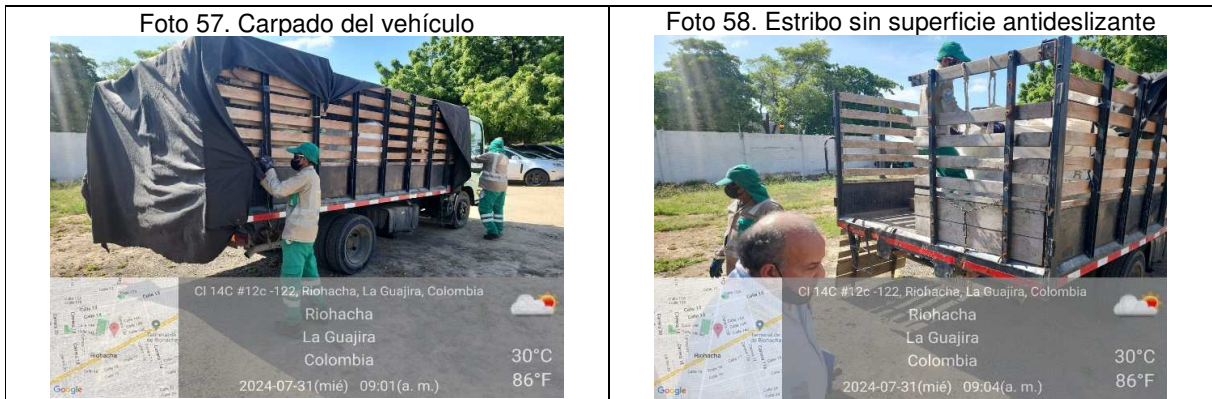 Foto 57. Carpado del vehículo
Cl 14C #12c -122, Riohacha, La Guajira, Colombia
Riohacha
La Guajira
Colombia
30°C
86°F
2024-07-31(mié) 09:01(a. m.)
Riohacha
Google
Foto 58. Estribo sin superficie antideslizante
Cl 14C #12c -122, Riohacha, La Guajira, Colombia
Riohacha
La Guajira
Colombia
30°C
86°F
2024-07-31(mié) 09:04(a. m.)
Riohacha
Google